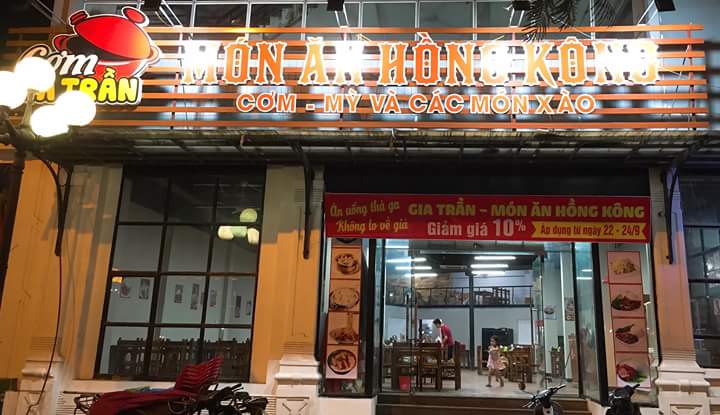 Cơm
TRẦN
MÓN ĂN HỒNG KÔNG
CƠM - MỲ VÀ CÁC MÓN XÀO
Ăn uống thả ga
Không lo về giá
GIA TRẦN - MÓN ĂN HỒNG KÔNG
Giảm giá 10%
Áp dụng từ ngày 22 - 24/9